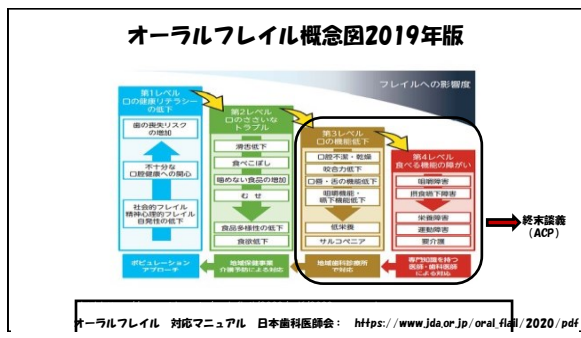 オーラルフレイル概念図2019年版
フレイルへの影響度
第1レベル
口の健康リテラシー
の低下
歯の喪失リスク
の増加
不十分な
口腔健康への関心
社会的フレイル
精神心理的フレイル
自発性の低下
ポピュレーション
アプローチ
第2レベル
口のささいな
トラブル
滑舌低下
食べこぼし
噛めない食品の増加
むせ
食品多様性の低下
食欲低下
地域保健事業
介護予防による対応
第3レベル
口の機能低下
口腔不潔・乾燥
咬合力低下
口唇・舌の機能低下
咀嚼機能・
嚥下機能低下
低栄養
サルコペニア
地域歯科診療所
で対応
第4レベル
食べる機能の障がい
咀嚼障害
摂食嚥下障害
栄養障害
運動障害
要介護
専門知識を持つ
医師・歯科医師
による対応
終末談義
(ACP)
オーラルフレイル 対応マニュアル 日本歯科医師会: https://www.jda.or.jp/oral_flail/2020/pdf